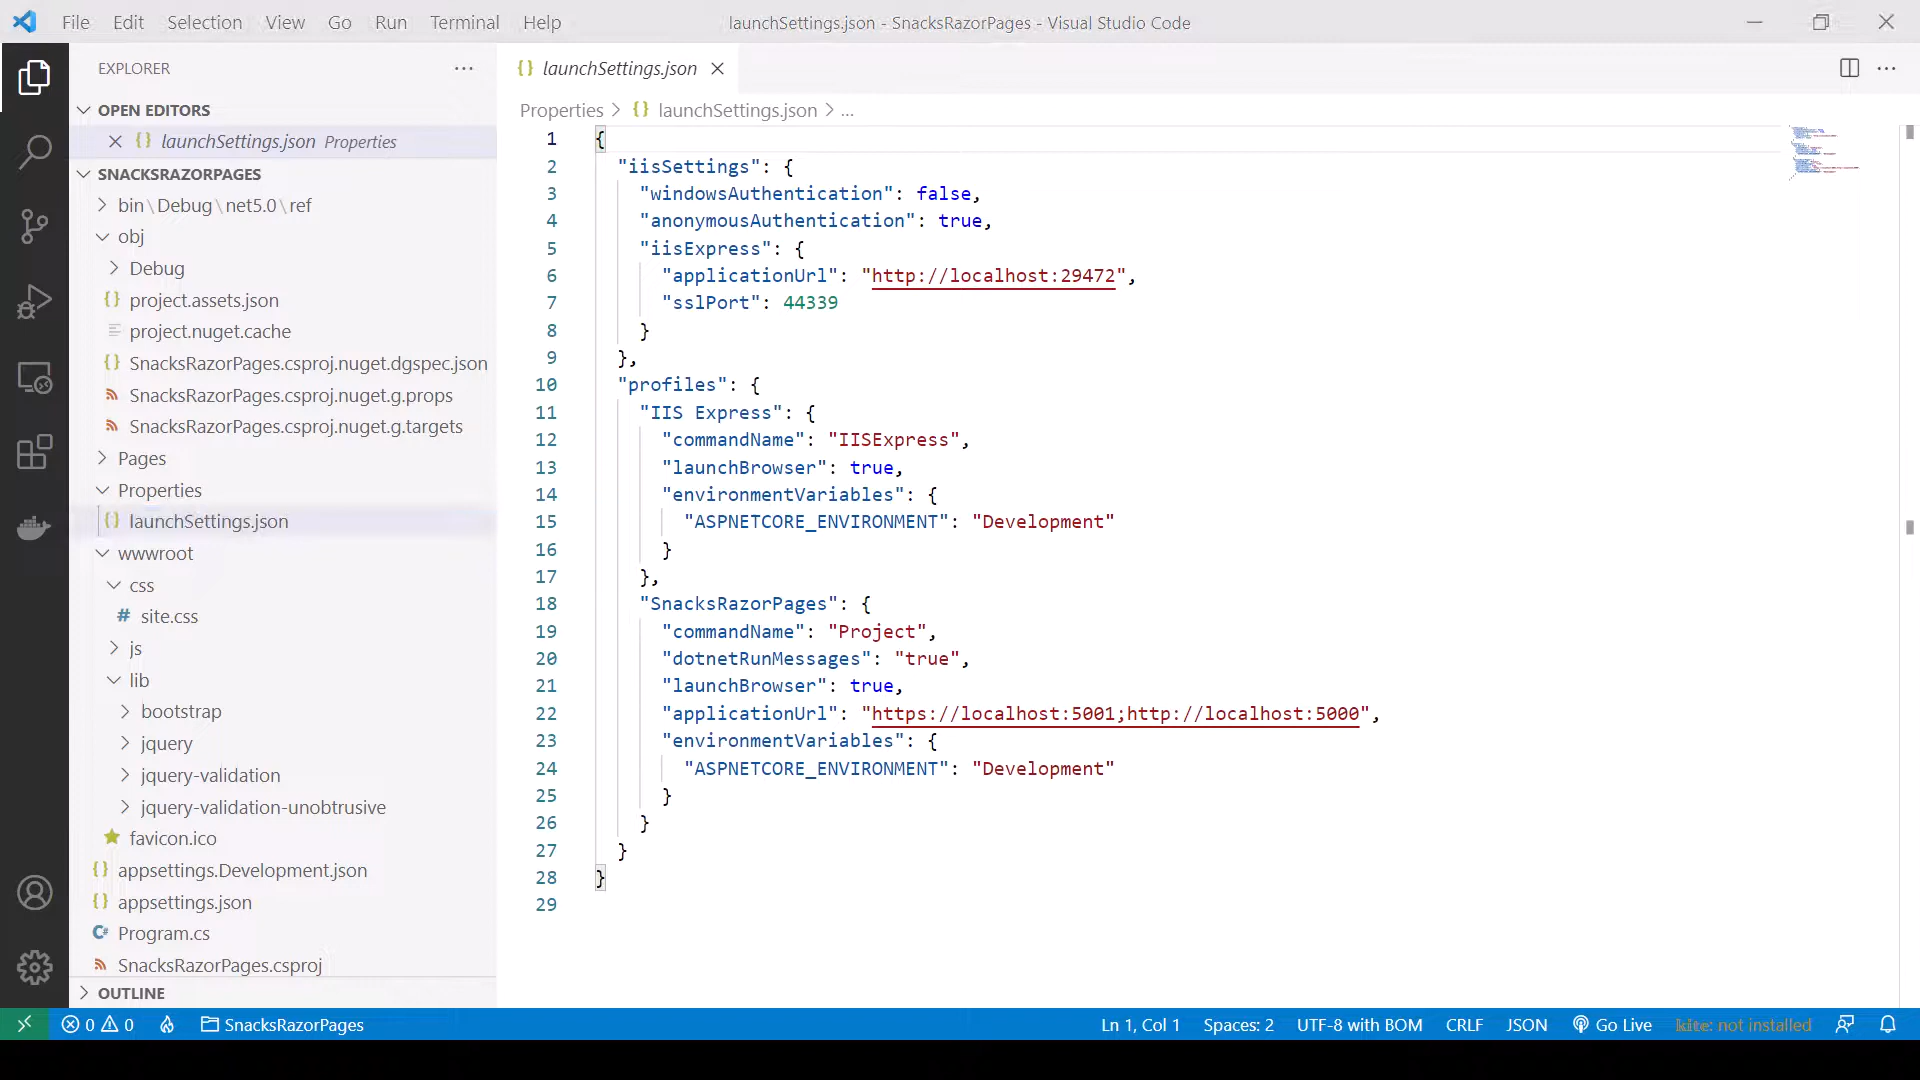 File Edit Selection View Go Run Terminal Help
launchSettings.json - SnacksRazorPages - Visual Studio Code
EXPLORER
OPEN EDITORS
launchSettings.json Properties
SNACKSRAZORPAGES
bin\Debug\net5.0\ref
obj
Debug
project.assets.json
project.nuget.cache
SnacksRazorPages.csproj.nuget.dgspec.json
SnacksRazorPages.csproj.nuget.g.props
SnacksRazorPages.csproj.nuget.g.targets
Pages
Properties
launchSettings.json
wwwroot
css
site.css
js
lib
bootstrap
jquery
jquery-validation
jquery-validation-unobtrusive
favicon.ico
appsettings.Development.json
appsettings.json
Program.cs
SnacksRazorPages.csproj
OUTLINE
launchSettings.json
Properties > launchSettings.json > ...
1 {
2 "iisSettings": {
3 "windowsAuthentication": false,
4 "anonymousAuthentication": true,
5 "iisExpress": {
6 "applicationUrl": "http://localhost:29472",
7 "sslPort": 44339
8 }
9 },
10 "profiles": {
11 "IIS Express": {
12 "commandName": "IISExpress",
13 "launchBrowser": true,
14 "environmentVariables": {
15 "ASPNETCORE_ENVIRONMENT": "Development"
16 }
17 },
18 "SnacksRazorPages": {
19 "commandName": "Project",
20 "dotnetRunMessages": "true",
21 "launchBrowser": true,
22 "applicationUrl": "https://localhost:5001;http://localhost:5000",
23 "environmentVariables": {
24 "ASPNETCORE_ENVIRONMENT": "Development"
25 }
26 }
27 }
28 }
29
0 0 SnacksRazorPages Ln 1, Col 1 Spaces: 2 UTF-8 with BOM CRLF JSON Go Live kite: not installed